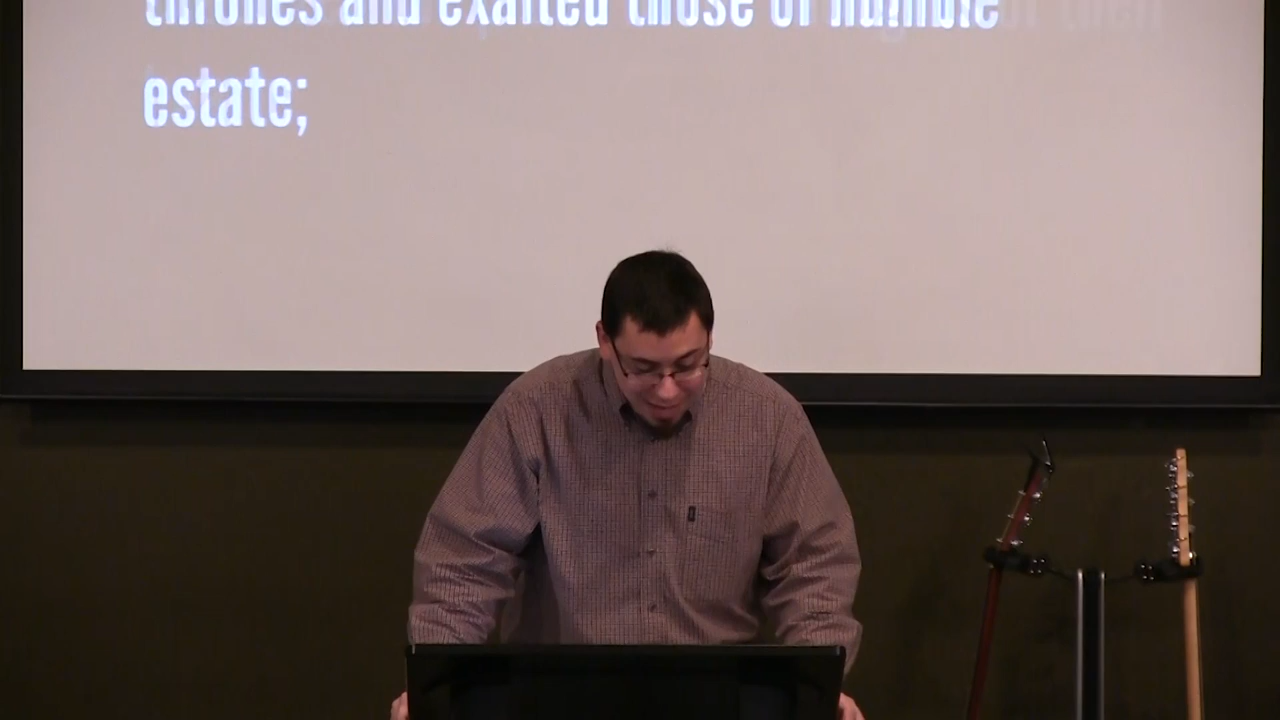 thrones and exalted those of humble
estate;